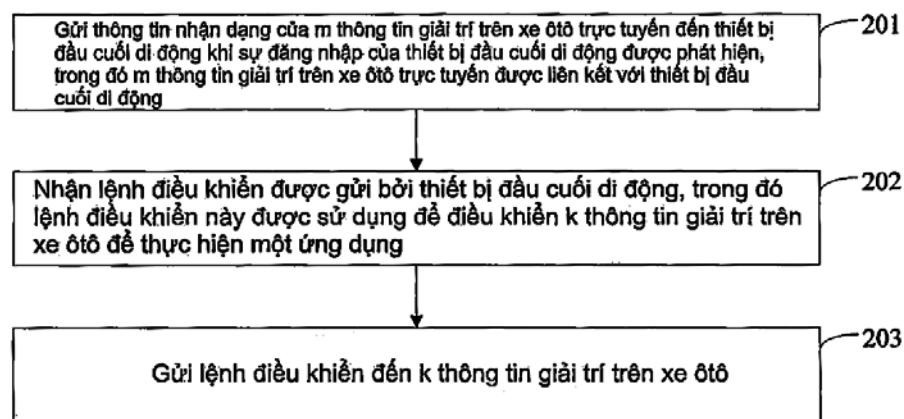 Gửi thông tin nhận dạng của m thông tin giải trí trên xe ôtô trực tuyến đến thiết bị
đầu cuối di động khi sự đăng nhập của thiết bị đầu cuối di động được phát hiện,
trong đó m thông tin giải trí trên xe ôtô trực tuyến được liên kết với thiết bị đầu
cuối di động
201
Nhận lệnh điều khiển được gửi bởi thiết bị đầu cuối di động, trong đó
lệnh điều khiển này được sử dụng để điều khiển k thông tin giải trí trên
xe ôtô để thực hiện một ứng dụng
202
Gửi lệnh điều khiển đến k thông tin giải trí trên xe ôtô
203